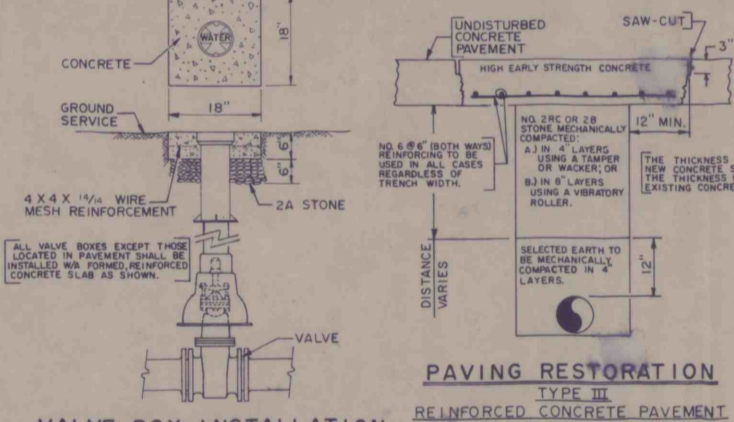 18"
WATER
CONCRETE
18"
GROUND
SERVICE
6"
6"
4 X 4 X 14/14 WIRE
MESH REINFORCEMENT
2A STONE
ALL VALVE BOXES EXCEPT THOSE
LOCATED IN PAVEMENT SHALL BE
INSTALLED W/A FORMED, REINFORCED
CONCRETE SLAB AS SHOWN.
VALVE
VALVE BOX INSTALLATION
UNDISTURBED
CONCRETE
PAVEMENT
SAW-CUT
3"
HIGH EARLY STRENGTH CONCRETE
12" MIN.
NO. 6 @ 6" (BOTH WAYS)
REINFORCING TO BE
USED IN ALL CASES
REGARDLESS OF
TRENCH WIDTH.
NO. 2RC OR 2B
STONE MECHANICALLY
COMPACTED:
A.) IN 4" LAYERS
USING A TAMPER
OR WACKER; OR
B.) IN 8" LAYERS
USING A VIBRATORY
ROLLER.
THE THICKNESS
NEW CONCRETE
THE THICKNESS
EXISTING
DISTANCE
VARIES
SELECTED EARTH TO
BE MECHANICALLY
COMPACTED IN 4"
LAYERS.
12"
PAVING RESTORATION
TYPE III
REINFORCED CONCRETE PAVEMENT